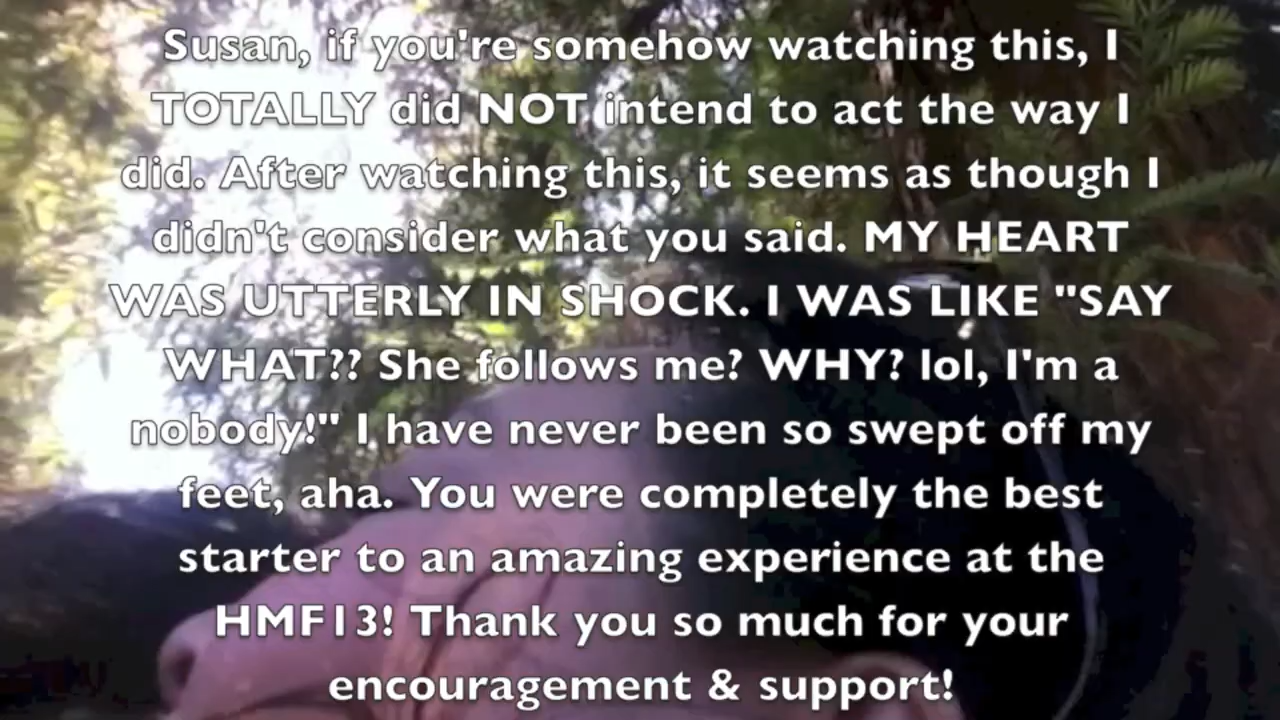 Susan, if you're somehow watching this, I
TOTALLY did NOT intend to act the way I
did. After watching this, it seems as though I
didn't consider what you said. MY HEART
WAS UTTERLY IN SHOCK. I WAS LIKE "SAY
WHAT?? She follows me? WHY? lol, I'm a
nobody!" I have never been so swept off my
feet, aha. You were completely the best
starter to an amazing experience at the
HMF13! Thank you so much for your
encouragement & support!